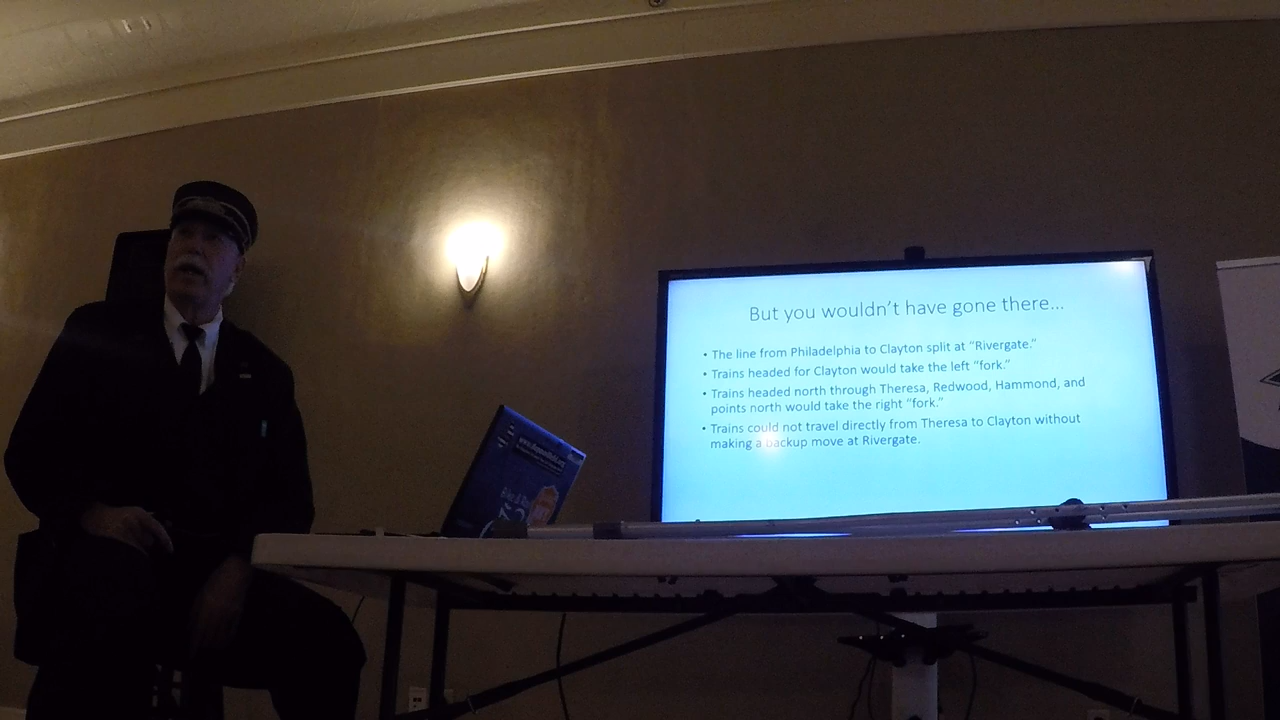 But you wouldn't have gone there...
• The line from Philadelphia to Clayton split at "Rivergate."
• Trains headed for Clayton would take the left "fork."
• Trains headed north through Theresa, Redwood, Hammond, and
points north would take the right "fork."
• Trains could not travel directly from Theresa to Clayton without
making a backup move at Rivergate.